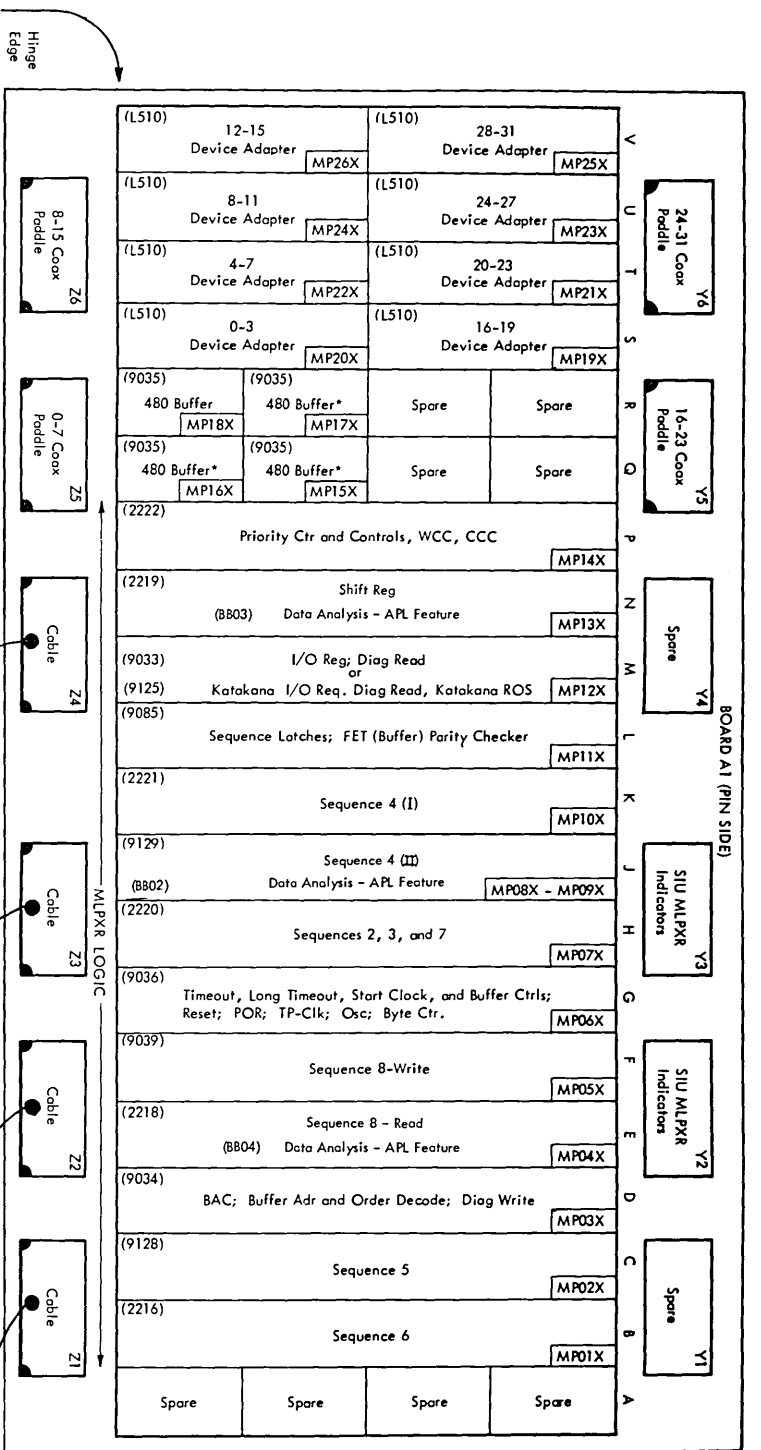 Hinge
Edge
BOARD A1 (PIN SIDE)
(L510)
12-15
Device Adapter
MP26X
(L510)
28-31
Device Adapter
MP25X
V
(L510)
8-11
Device Adapter
MP24X
(L510)
24-27
Device Adapter
MP23X
U
(L510)
4-7
Device Adapter
MP22X
(L510)
20-23
Device Adapter
MP21X
T
(L510)
0-3
Device Adapter
MP20X
(L510)
16-19
Device Adapter
MP19X
S
(9035)
480 Buffer
MP18X
(9035)
480 Buffer*
MP17X
Spare
Spare
R
(9035)
480 Buffer*
MP16X
(9035)
480 Buffer*
MP15X
Spare
Spare
Q
(2222)
Priority Ctr and Controls, WCC, CCC
MP14X
P
(2219)
Shift Reg
(BB03) Data Analysis - APL Feature
MP13X
N
(9033)
I/O Reg; Diag Read
or
(9125) Katakana I/O Req. Diag Read, Katakana ROS
MP12X
M
(9085)
Sequence Latches; FET (Buffer) Parity Checker
MP11X
L
(2221)
Sequence 4 (I)
MP10X
K
(9129)
Sequence 4 (II)
(BB02) Data Analysis - APL Feature
MP08X - MP09X
J
(2220)
Sequences 2, 3, and 7
MP07X
H
(9036)
Timeout, Long Timeout, Start Clock, and Buffer Ctrls;
Reset; POR; TP-Clk; Osc; Byte Ctr.
MP06X
G
(9039)
Sequence 8-Write
MP05X
F
(2218)
Sequence 8 - Read
(BB04) Data Analysis - APL Feature
MP04X
E
(9034)
BAC; Buffer Adr and Order Decode; Diag Write
MP03X
D
(9128)
Sequence 5
MP02X
C
(2216)
Sequence 6
MP01X
B
Spare
Spare
Spare
Spare
A
24-31 Coax
Paddle
Y6
16-23 Coax
Paddle
Y5
Spare
Y4
SIU MLPXR
Indicators
Y3
SIU MLPXR
Indicators
Y2
Spare
Y1
8-15 Coax
Paddle
Z6
0-7 Coax
Paddle
Z5
Cable
Z4
Cable
Z3
Cable
Z2
Cable
Z1
MLPXR LOGIC